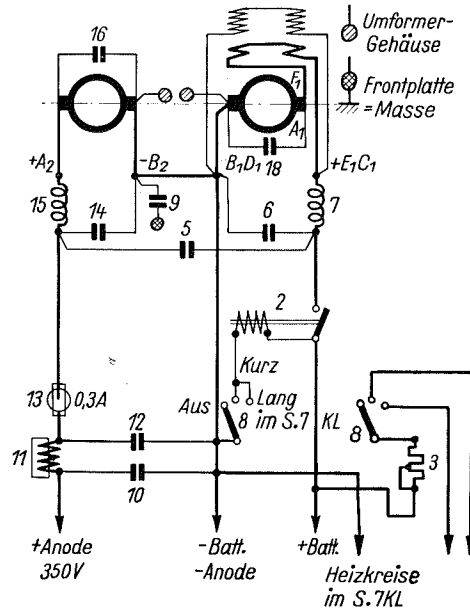 16
Umformer-
Gehäuse
F₁
Frontplatte
=Masse
A₁
+A₂
-B₂
B₁D₁
18
+E₁C₁
15
14
9
6
7
5
2
Kurz
Aus
Lang
8 im S.7
KL
13
0,3A
8
3
12
11
10
+Anode
350V
-Batt.
-Anode
+Batt.
Heizkreise
im S.7KL